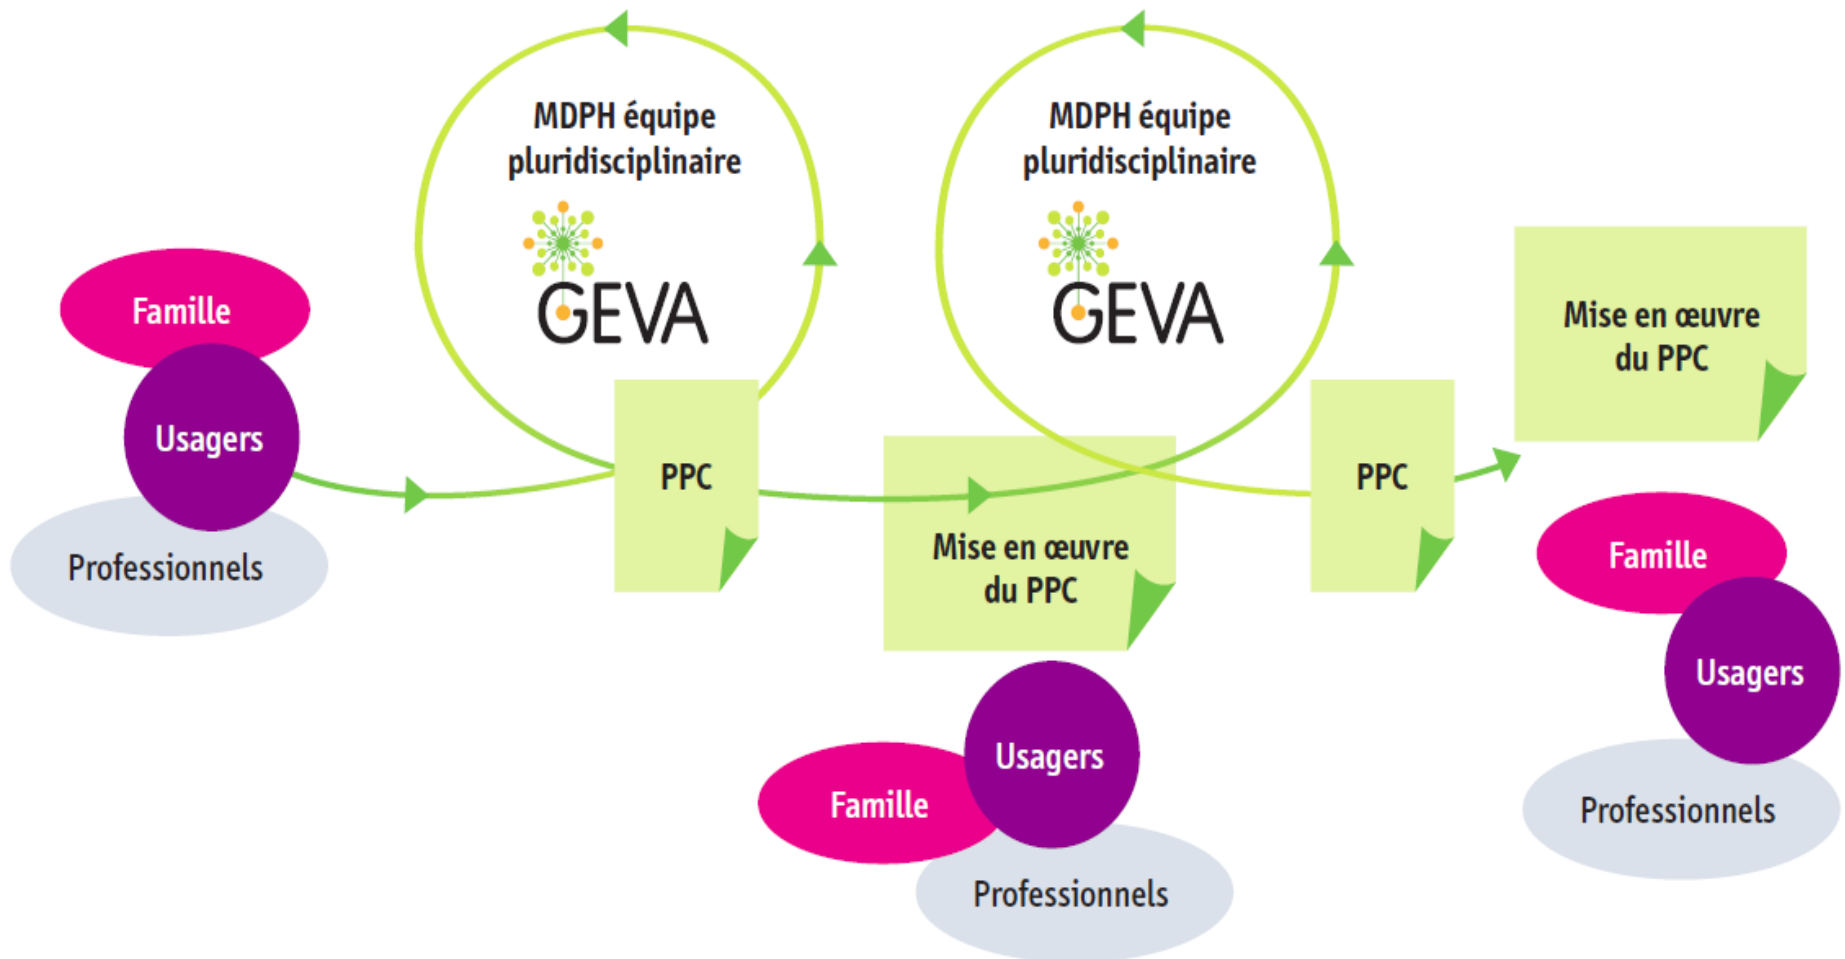 MDPH équipe
pluridisciplinaire
GEVA
MDPH équipe
pluridisciplinaire
GEVA
Famille
Usagers
Professionnels
PPC
Mise en œuvre
du PPC
Usagers
Famille
Professionnels
PPC
Mise en œuvre
du PPC
Famille
Usagers
Professionnels